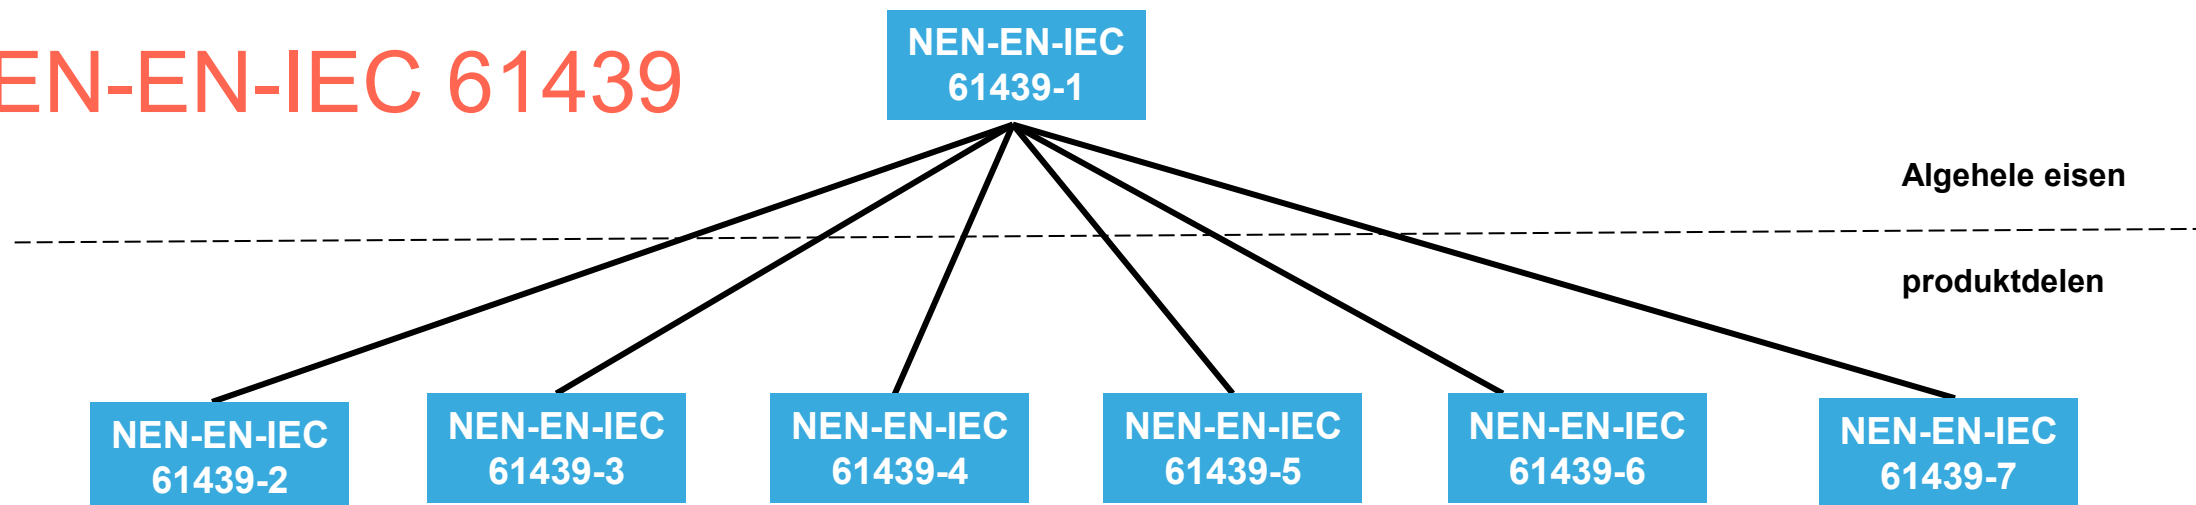 EN-EN-IEC 61439
NEN-EN-IEC
61439-1
Algehele eisen
produktdelen
NEN-EN-IEC
61439-2
NEN-EN-IEC
61439-3
NEN-EN-IEC
61439-4
NEN-EN-IEC
61439-5
NEN-EN-IEC
61439-6
NEN-EN-IEC
61439-7